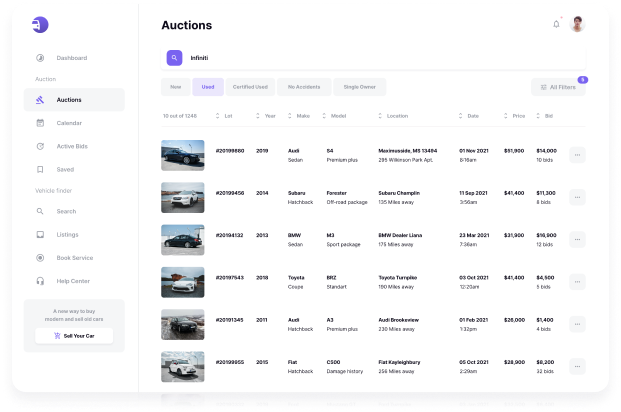 Auctions
Infiniti
Dashboard
Auction
Auctions
Calendar
Active Bids
Saved
Vehicle finder
Search
Listings
Book Service
Help Center
A new way to buy
modern and sell old cars
Sell Your Car
New Used Certified Used No Accidents Single Owner All Filters 5
10 out of 1246 Lot Year Make Model Location Date Price Bid
#20199680 2019 Audi S4 Maximusside, MS 13494 01 Nov 2021 $51,900 $14,000
Sedan Premium plus 295 Wilkinson Park Apt. 8:16am 10 bids
#20199456 2014 Subaru Forester Subaru Champlin 11 Sep 2021 $41,400 $11,300
Hatchback Off-road package 135 Miles away 3:56am 8 bids
#20194132 2013 BMW M3 BMW Dealer Liana 23 Mar 2021 $31,900 $16,900
Sedan Sport package 175 Miles away 7:36am 12 bids
#20197543 2018 Toyota BRZ Toyota Turnpike 03 Oct 2021 $41,400 $4,500
Coupe Standart 190 Miles away 12:20am 5 bids
#20191345 2011 Audi A3 Audi Brookeview 01 Feb 2021 $26,000 $1,400
Hatchback Premium plus 230 Miles away 1:32pm 4 bids
#20199955 2015 Fiat C500 Fiat Kayleighbury 05 Oct 2021 $28,900 $8,200
Hatchback Damage history 256 Miles away 2:29am 32 bids